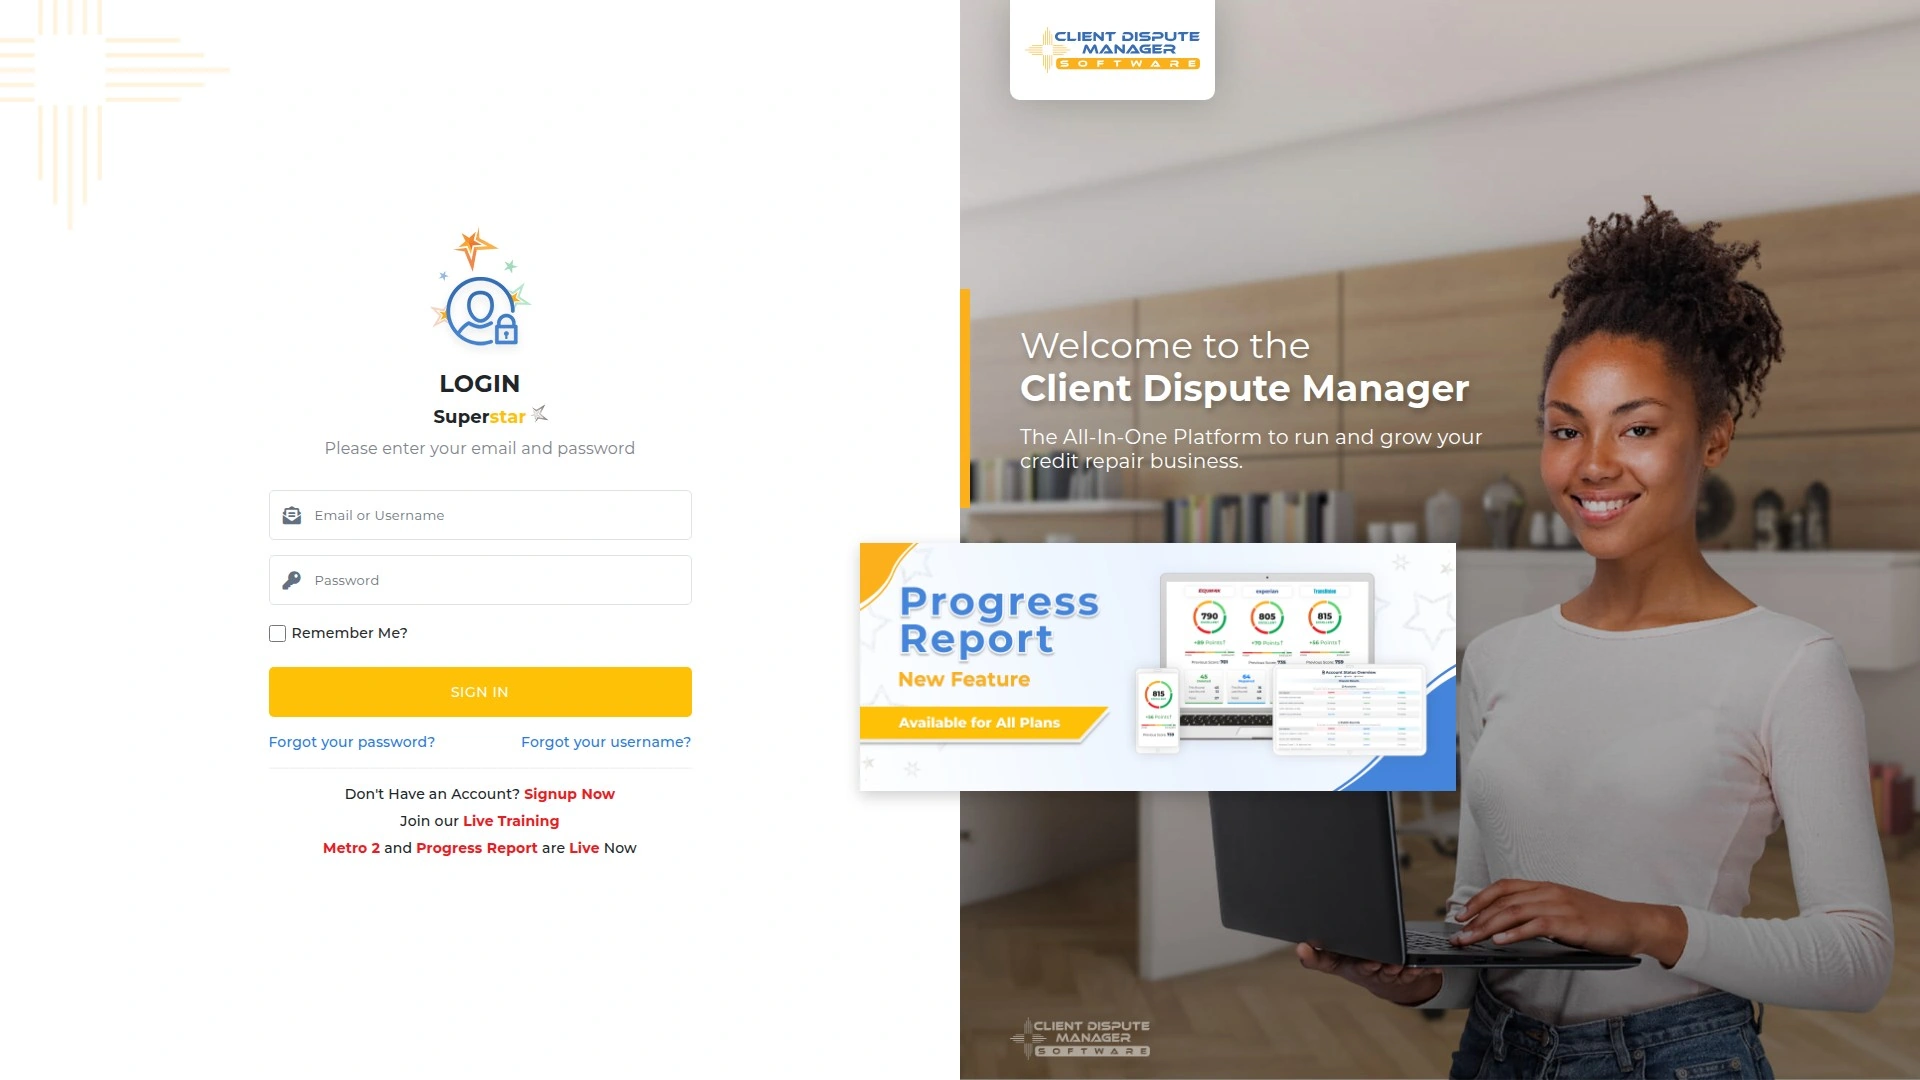 LOGIN
Superstar
Please enter your email and password
Email or Username
Password
Remember Me?
SIGN IN
Forgot your password?
Forgot your username?
Don't Have an Account? Signup Now
Join our Live Training
Metro 2 and Progress Report are Live Now
CLIENT DISPUTE
MANAGER
SOFTWARE
Welcome to the
Client Dispute Manager
The All-In-One Platform to run and grow your
credit repair business.
Progress
Report
New Feature
Available for All Plans
790
805
815
Account Status Overview
815
CLIENT DISPUTE
MANAGER
SOFTWARE